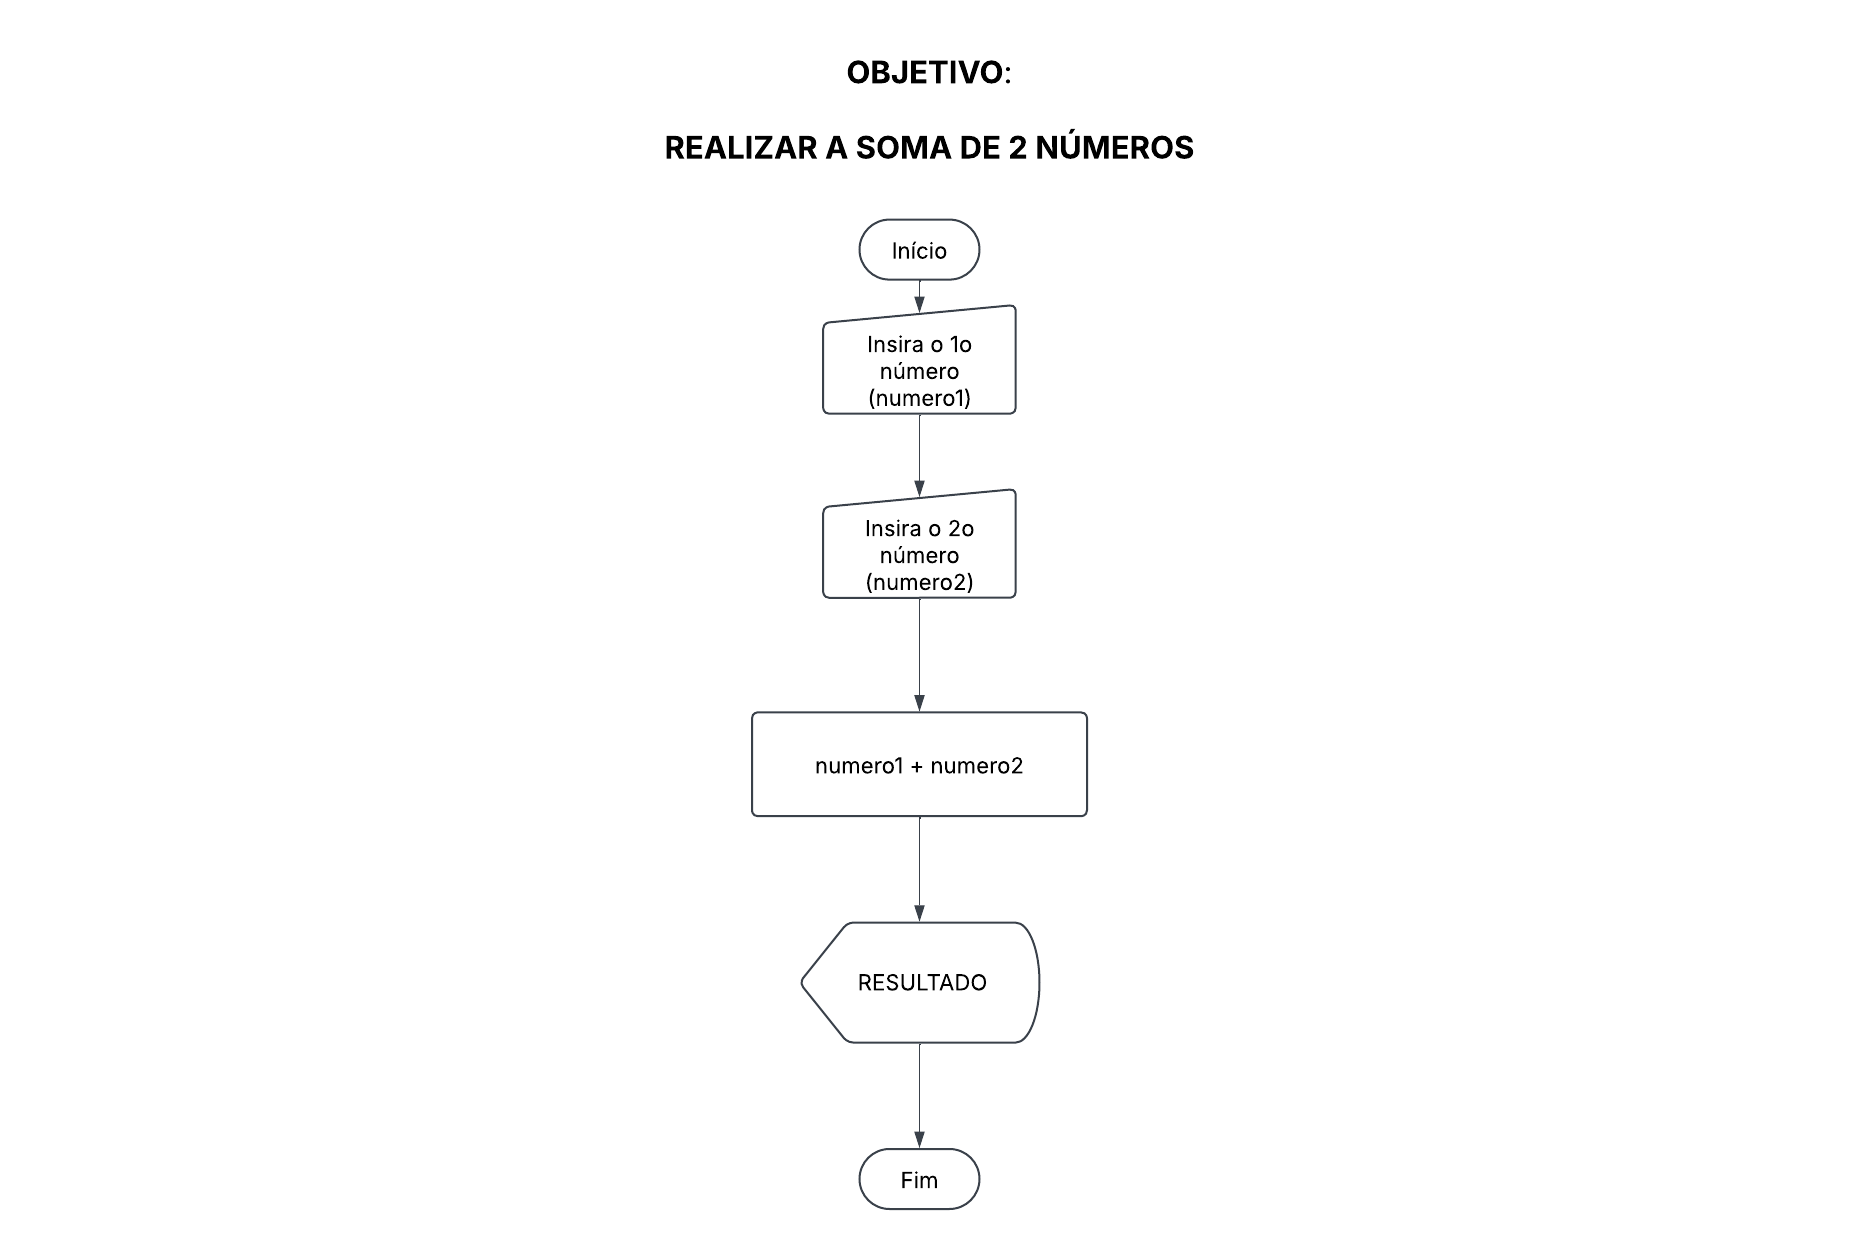 OBJETIVO:
REALIZAR A SOMA DE 2 NÚMEROS
Início
Insira o 1o
número
(numero1)
Insira o 2o
número
(numero2)
numero1 + numero2
RESULTADO
Fim